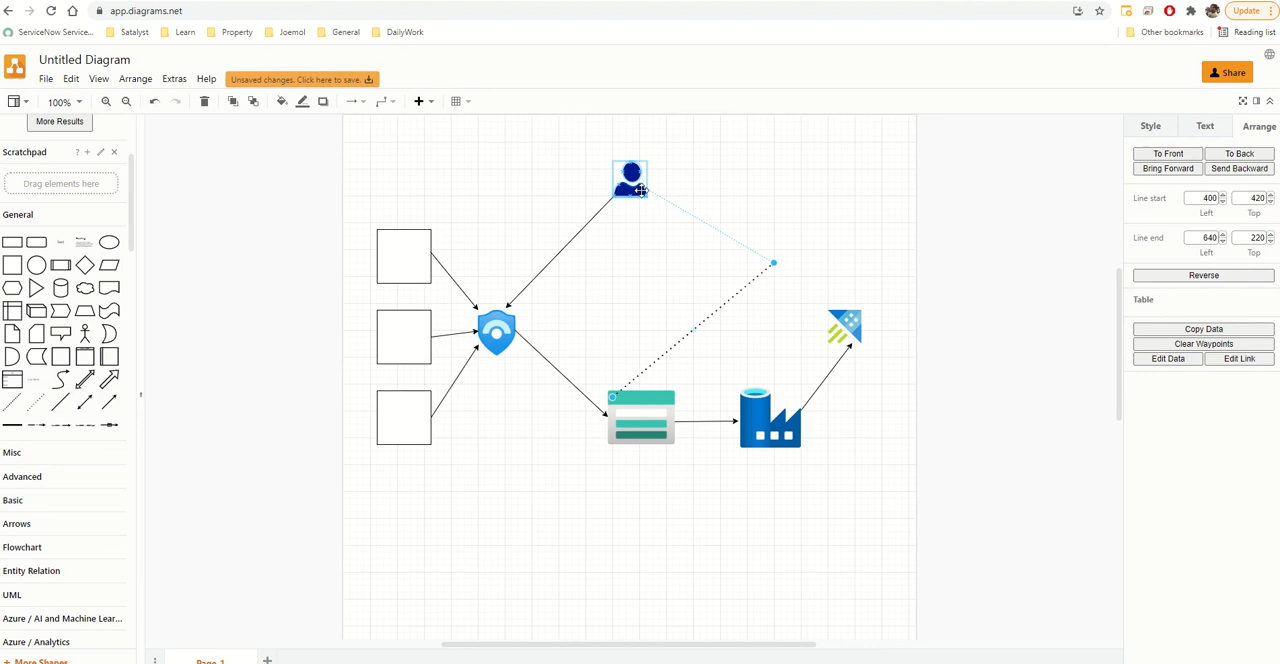 app.diagrams.net
Update
ServiceNow Service...
Satalyst
Learn
Property
Joemol
General
DailyWork
Other bookmarks
Reading list
Untitled Diagram
File Edit View Arrange Extras Help
Unsaved changes. Click here to save.
Share
100%
More Results
Scratchpad
?
Drag elements here
General
Misc
Advanced
Basic
Arrows
Flowchart
Entity Relation
UML
Azure / AI and Machine Lear...
Azure / Analytics
+ More Shapes
Page-1
Style Text Arrange
To Front To Back
Bring Forward Send Backward
Line start 400 420
Left Top
Line end 640 220
Left Top
Reverse
Table
Copy Data
Clear Waypoints
Edit Data Edit Link